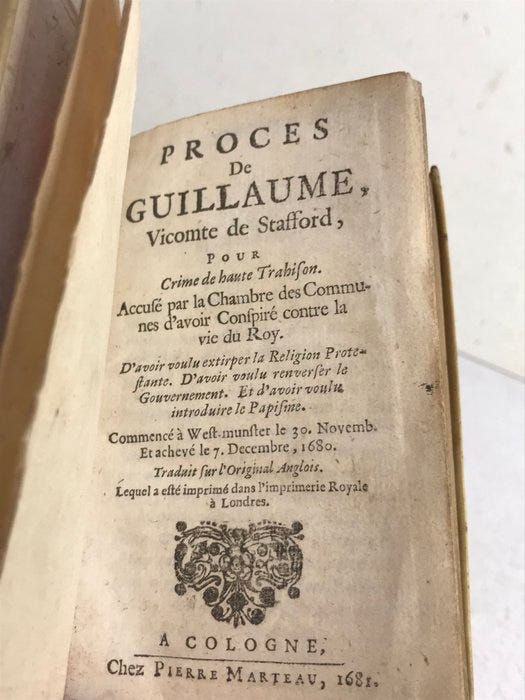 PROCES
De
GUILLAUME,
Vicomte de Stafford,
POUR
Crime de haute Trahiſon.
Accuſé par la Chambre des Commu-
nes d'avoir Conſpiré contre la
vie du Roy.
D'avoir voulu extirper la Religion Prote-
ſtante. D'avoir voulu renverſer le
Gouvernement. Et d'avoir voulu
introduire le Papiſme.
Commencé à Weſt-munſter le 30. Novemb.
Et achevé le 7. Decembre, 1680.
Traduit ſur l'Original Anglois.
Lequel a eſté imprimé dans l'imprimerie Royale
à Londres.
A COLOGNE,
Chez PIERRE MARTEAU, 1681.